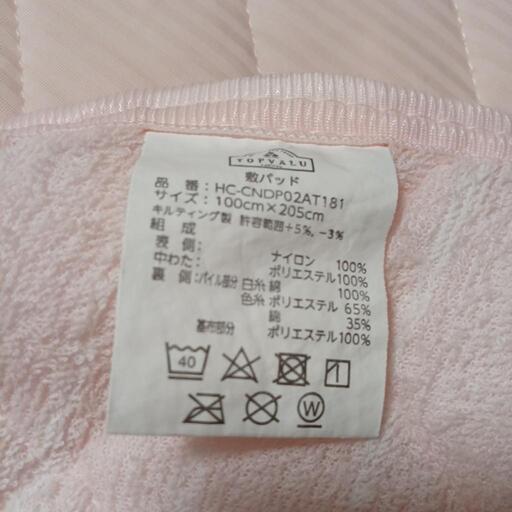 TOPVALU
敷パッド
品 番：HC-CNDP02AT181
サイズ：100cm×205cm
キルティング製 許容範囲+5%, -3%
組 成
表 側： ナイロン 100%
中わた： ポリエステル100%
裏 側：パイル部分 白糸 綿 100%
色糸 ポリエステル 65%
綿 35%
基布部分 ポリエステル100%
40
W